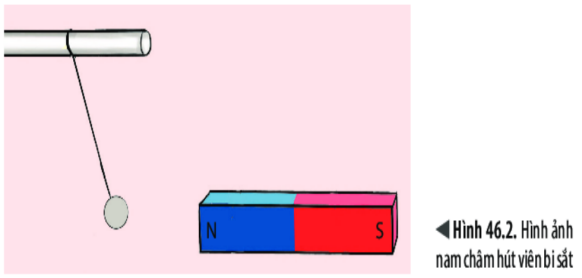 N S
◀Hình 46.2. Hình ảnh
nam châm hút viên bi sắt